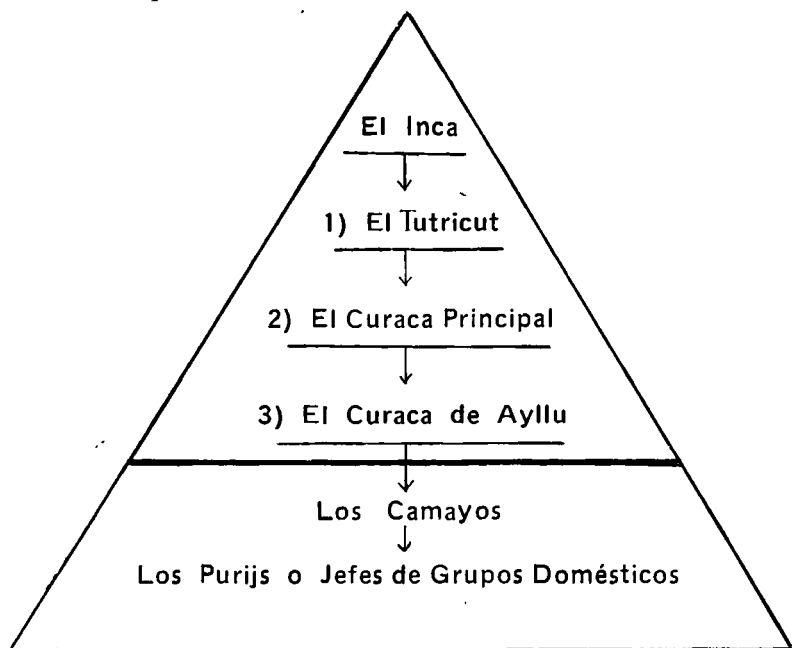 El Inca
1) El Tutricut
2) El Curaca Principal
3) El Curaca de Ayllu
Los Camayos
Los Purijs o Jefes de Grupos Domésticos